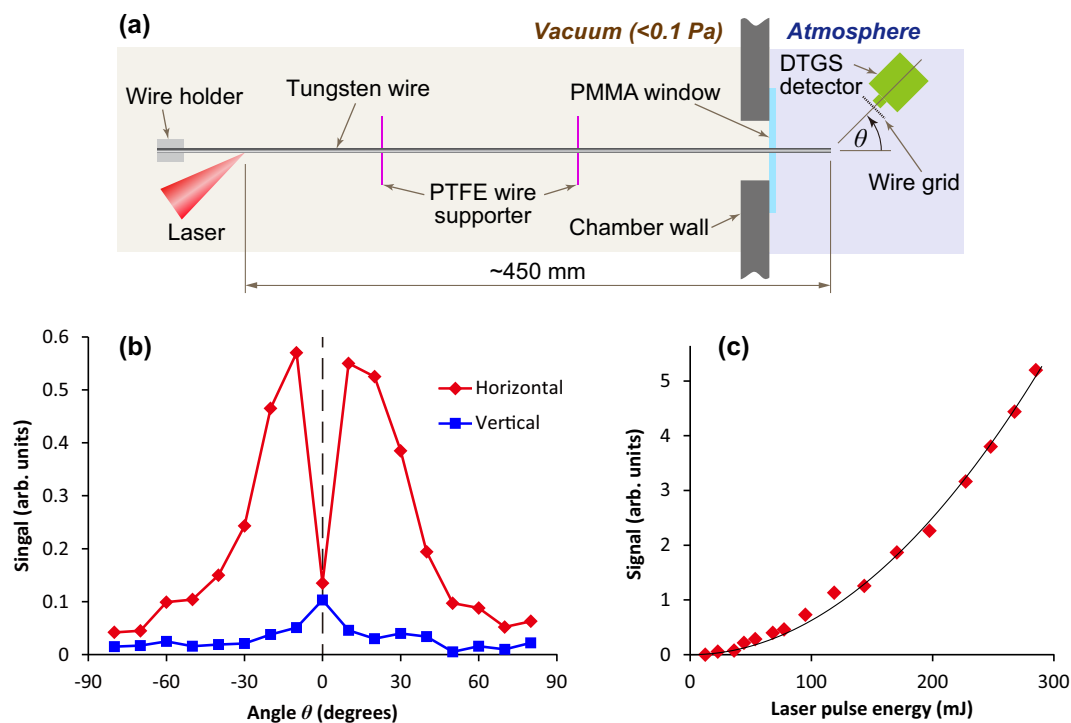 (a)
Vacuum (<0.1 Pa)
Atmosphere
Wire holder
Tungsten wire
PMMA window
DTGS
detector
θ
Laser
PTFE wire
supporter
Chamber wall
Wire grid
~450 mm
(b)
Singal (arb. units)
0.6
0.5
0.4
0.3
0.2
0.1
0
-90
-60
-30
0
30
60
90
Angle θ (degrees)
Horizontal
Vertical
(c)
Signal (arb. units)
5
4
3
2
1
0
0
100
200
300
Laser pulse energy (mJ)